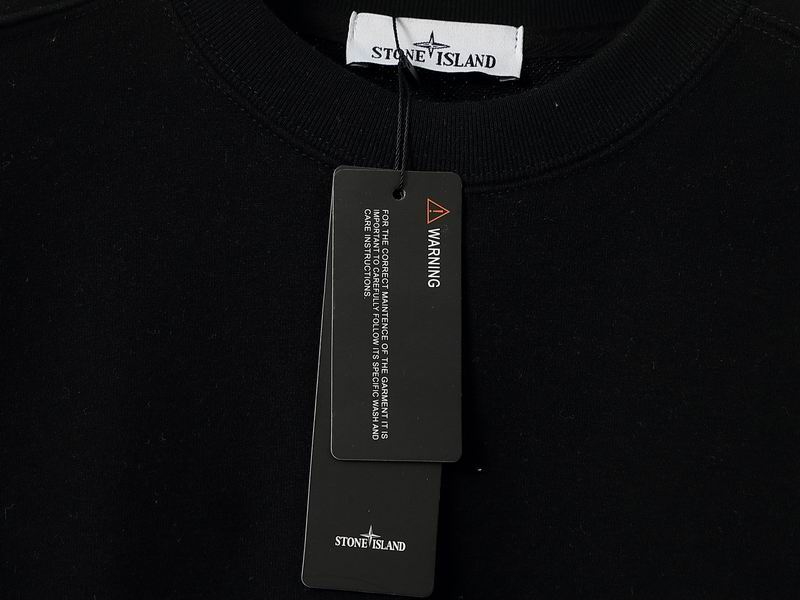 STONE ISLAND
WARNING
FOR THE CORRECT MAINTENCE OF THE GARMENT IT IS
IMPORTANT TO CAREFULLY FOLLOW ITS SPECIFIC WASH AND
CARE INSTRUCTIONS.
STONE ISLAND